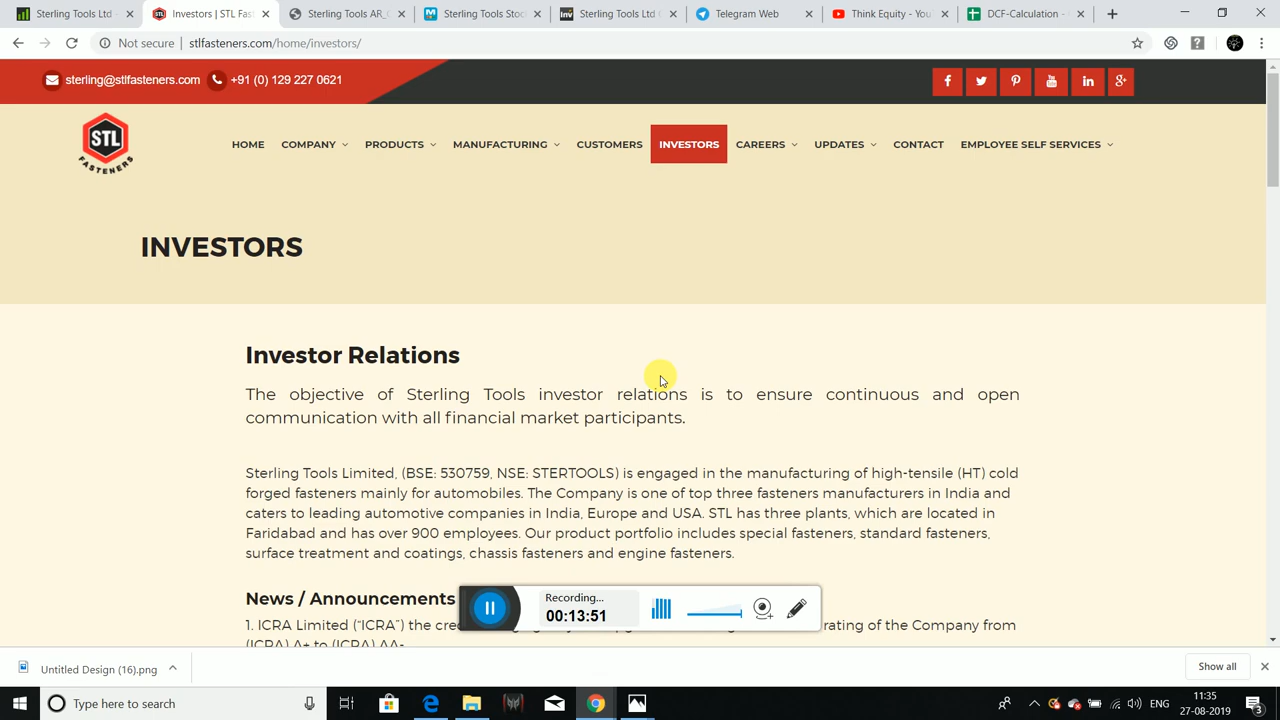 Sterling Tools Ltd
Investors | STL Fas
Sterling Tools AR_
Sterling Tools Stoc
Sterling Tools Ltd
Telegram Web
Think Equity - You
DCF-Calculation -
Not secure | stlfasteners.com/home/investors/
sterling@stlfasteners.com +91 (0) 129 227 0621
STL
FASTENERS
HOME COMPANY PRODUCTS MANUFACTURING CUSTOMERS INVESTORS CAREERS UPDATES CONTACT EMPLOYEE SELF SERVICES
INVESTORS
Investor Relations
The objective of Sterling Tools investor relations is to ensure continuous and open
communication with all financial market participants.
Sterling Tools Limited, (BSE: 530759, NSE: STERTOOLS) is engaged in the manufacturing of high-tensile (HT) cold
forged fasteners mainly for automobiles. The Company is one of top three fasteners manufacturers in India and
caters to leading automotive companies in India, Europe and USA. STL has three plants, which are located in
Faridabad and has over 900 employees. Our product portfolio includes special fasteners, standard fasteners,
surface treatment and coatings, chassis fasteners and engine fasteners.
News / Announcements
1. ICRA Limited ("ICRA") the rating of the Company from
(ICRA) A+ to (ICRA) AA-
Recording...
00:13:51
Untitled Design (16).png
Show all
Type here to search
ENG
11:35
27-08-2019